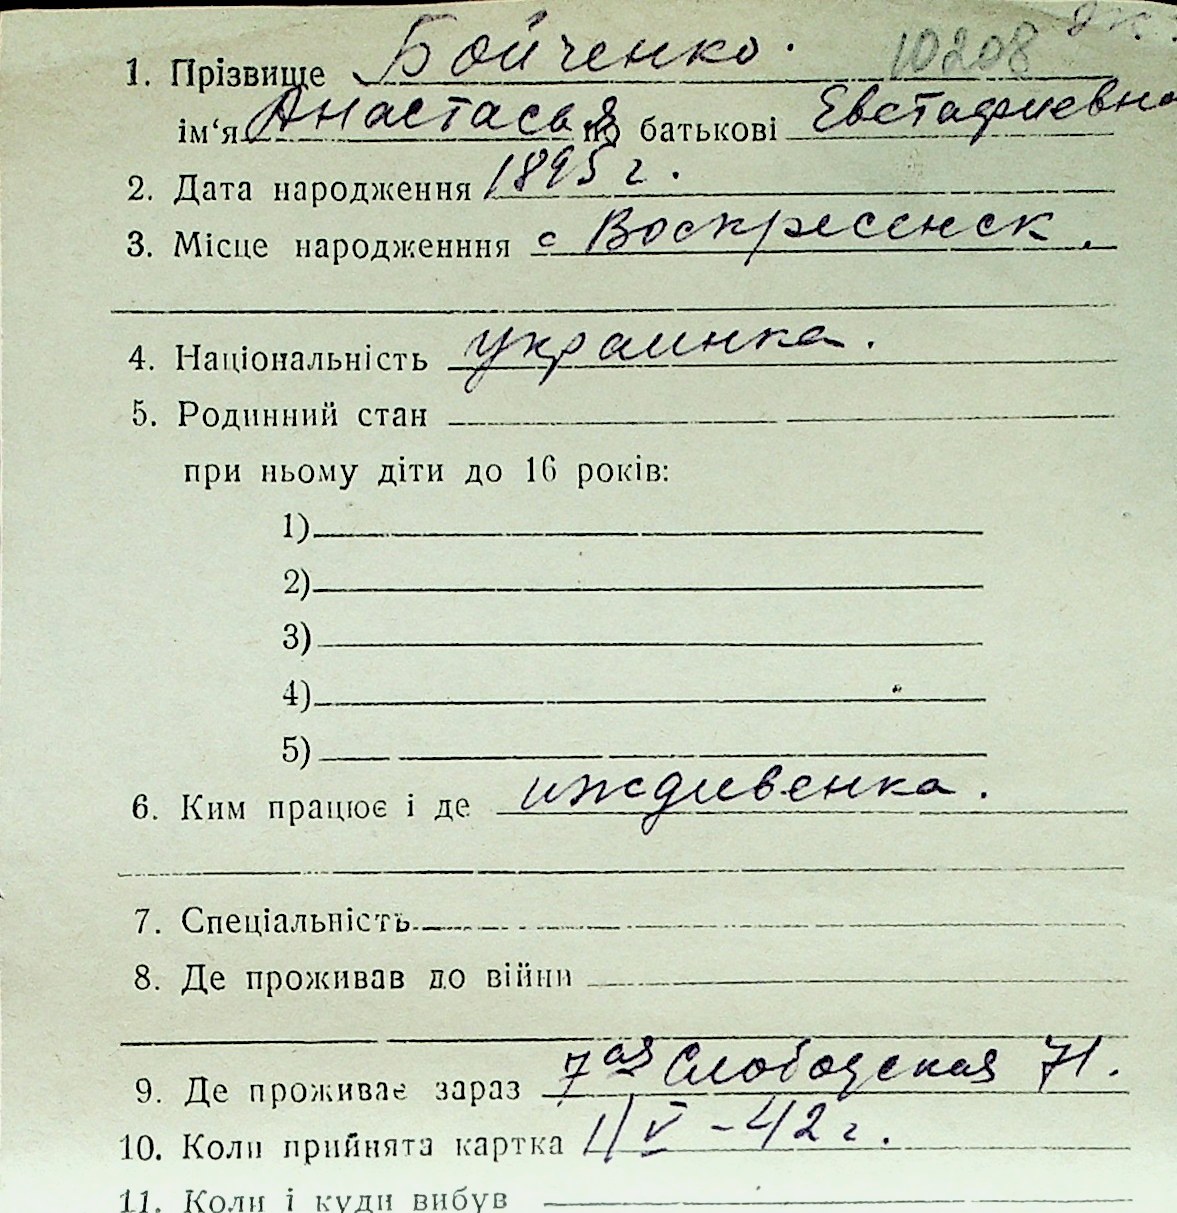 1. Прізвище Бойченко. 10208
ім‘я Анастасья по батькові Евстафиевна
2. Дата народження 1895 г.
3. Місце народженння с Воскресенск.
4. Національність украинка.
5. Родинний стан
при ньому діти до 16 років:
1)
2)
3)
4)
5)
6. Ким працює і де иждивенка.
7. Спеціальність
8. Де проживав до війни
9. Де проживає зараз 7ая Слободская 71.
10. Коли прийнята картка 1/V-42 г.
11. Коли і куди вибув